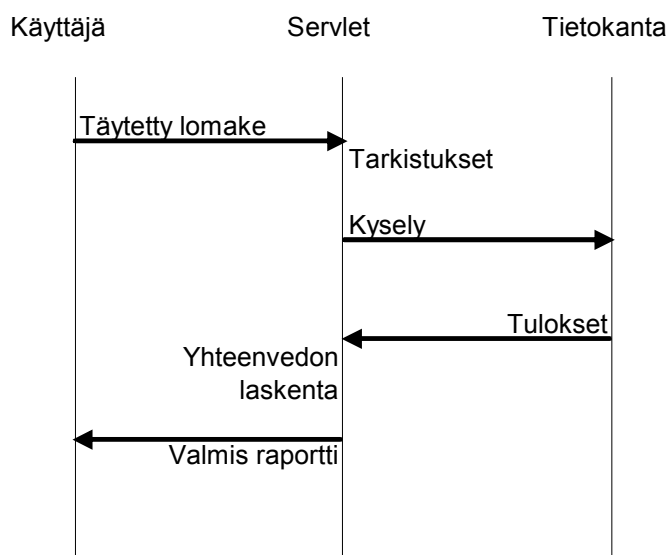 Käyttäjä
Servlet
Tietokanta
Täytetty lomake
Tarkistukset
Kysely
Tulokset
Yhteenvedon
laskenta
Valmis raportti